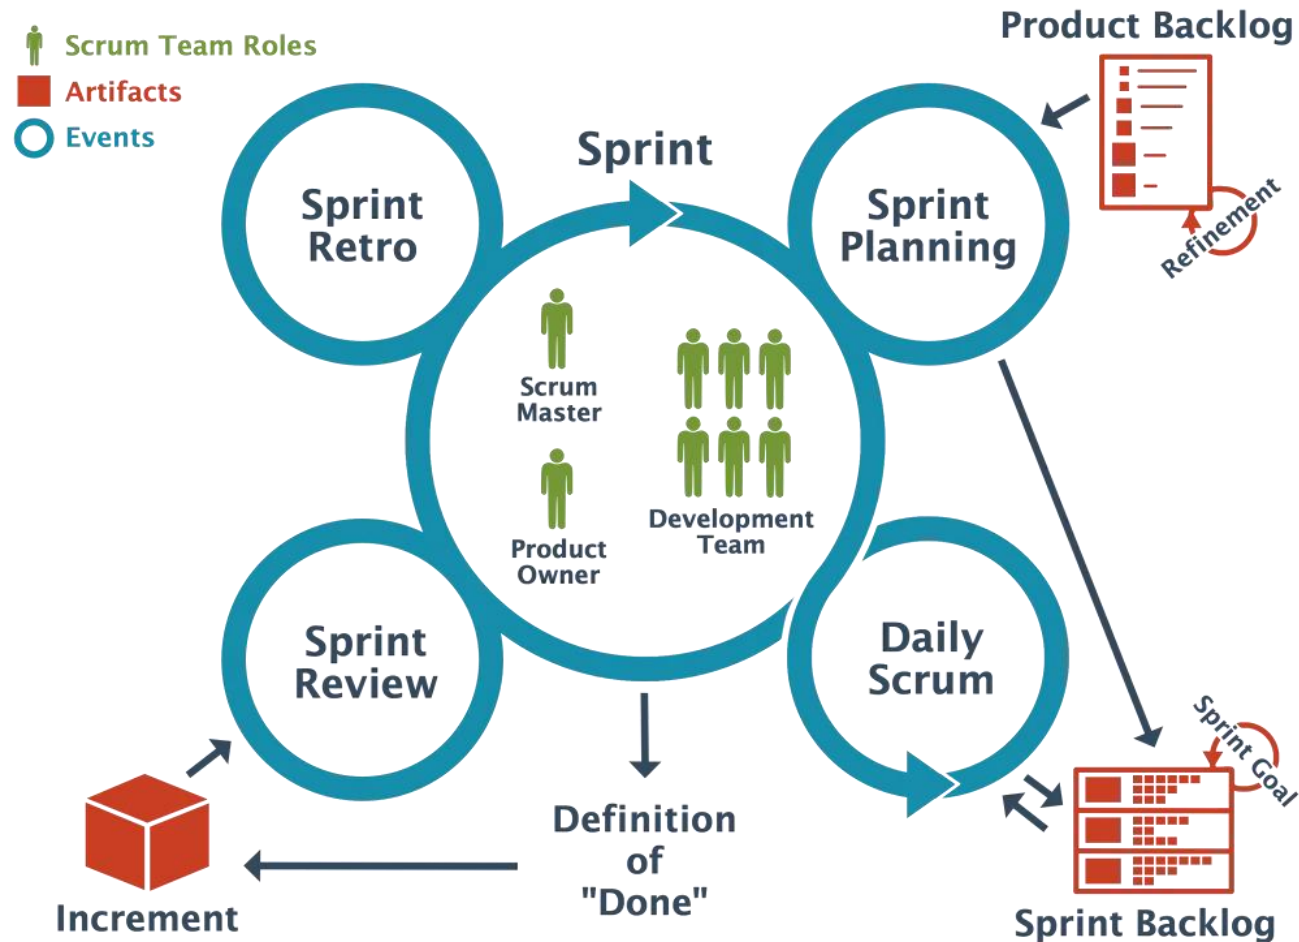 Scrum Team Roles
Artifacts
Events
Product Backlog
Refinement
Sprint
Sprint
Retro
Sprint
Planning
Scrum
Master
Product
Owner
Development
Team
Sprint
Review
Daily
Scrum
Sprint Goal
Definition
of
"Done"
Increment
Sprint Backlog